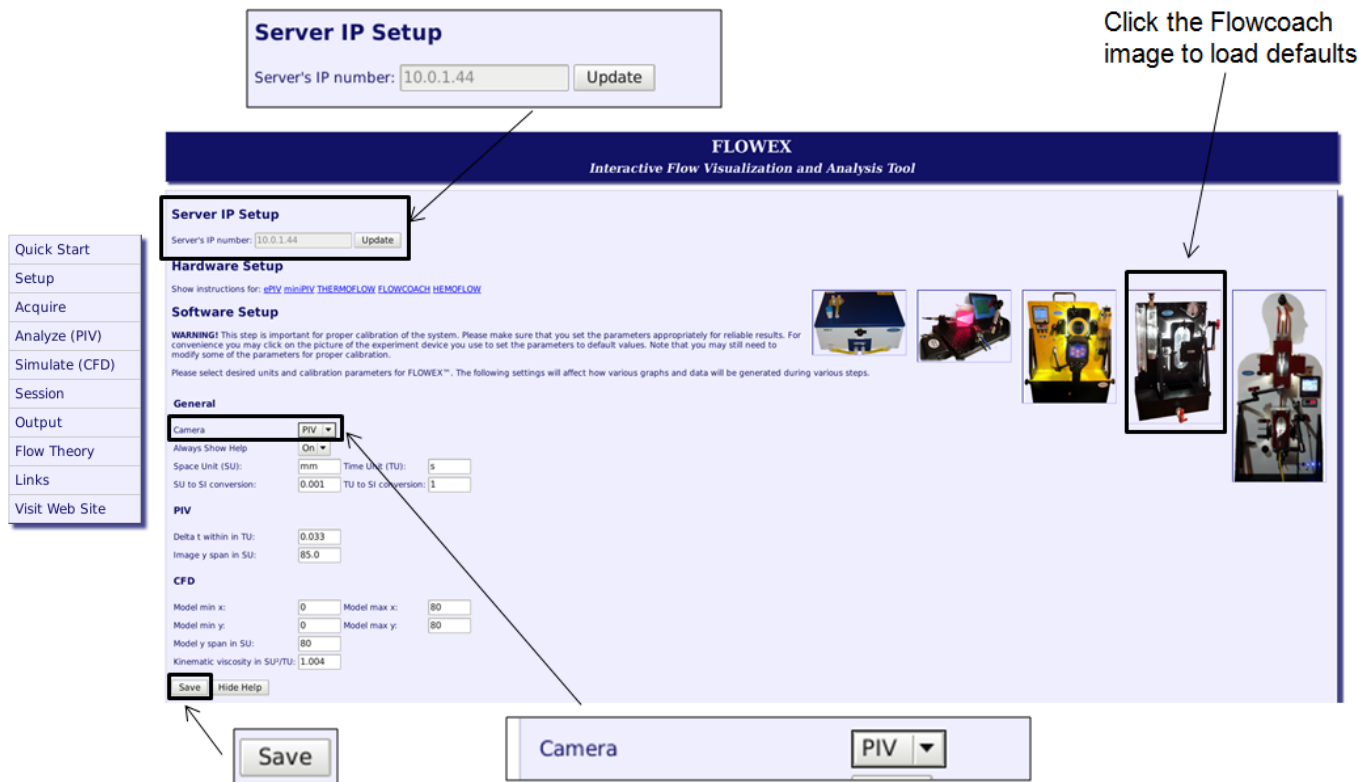 Server IP Setup
Server's IP number: 10.0.1.44 Update
Click the Flowcoach
image to load defaults
FLOWEX
Interactive Flow Visualization and Analysis Tool
Quick Start
Setup
Acquire
Analyze (PIV)
Simulate (CFD)
Session
Output
Flow Theory
Links
Visit Web Site
Server IP Setup
Server's IP number: 10.0.1.44 Update
Hardware Setup
Show instructions for: ePIV miniPIV THERMOFLOW FLOWCOACH HEMOFLOW
Software Setup
WARNING! This step is important for proper calibration of the system. Please make sure that you set the parameters appropriately for reliable results. For
convenience you may click on the picture of the experiment device you use to set the parameters to default values. Note that you may still need to
modify some of the parameters for proper calibration.
Please select desired units and calibration parameters for FLOWEX™. The following settings will affect how various graphs and data will be generated during various steps.
General
Camera PIV
Always Show Help On
Space Unit (SU): mm Time Unit (TU): s
SU to SI conversion: 0.001 TU to SI conversion: 1
PIV
Delta t within in TU: 0.033
Image y span in SU: 85.0
CFD
Model min x: 0 Model max x: 80
Model min y: 0 Model max y: 80
Model y span in SU: 80
Kinematic viscosity in SU²/TU: 1.004
Save Hide Help
Save
Camera PIV